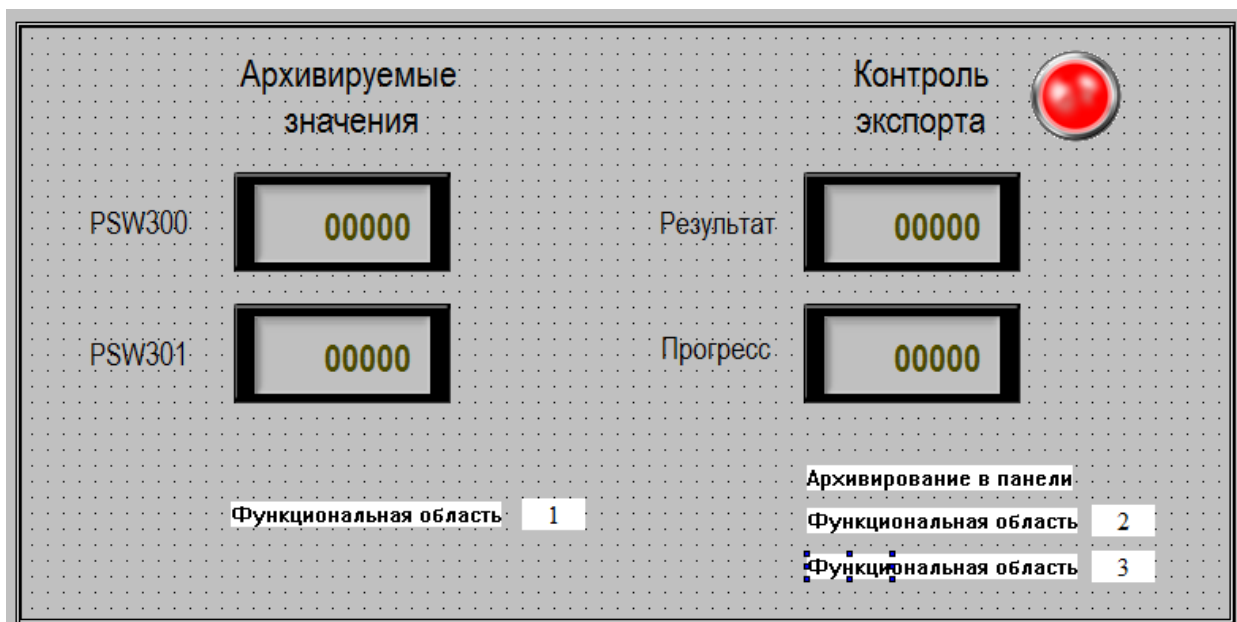 Архивируемые
значения
Контроль
экспорта
PSW300
00000
Результат
00000
PSW301
00000
Прогресс
00000
Архивирование в панели
Функциональная область 1
Функциональная область 2
Функциональная область 3